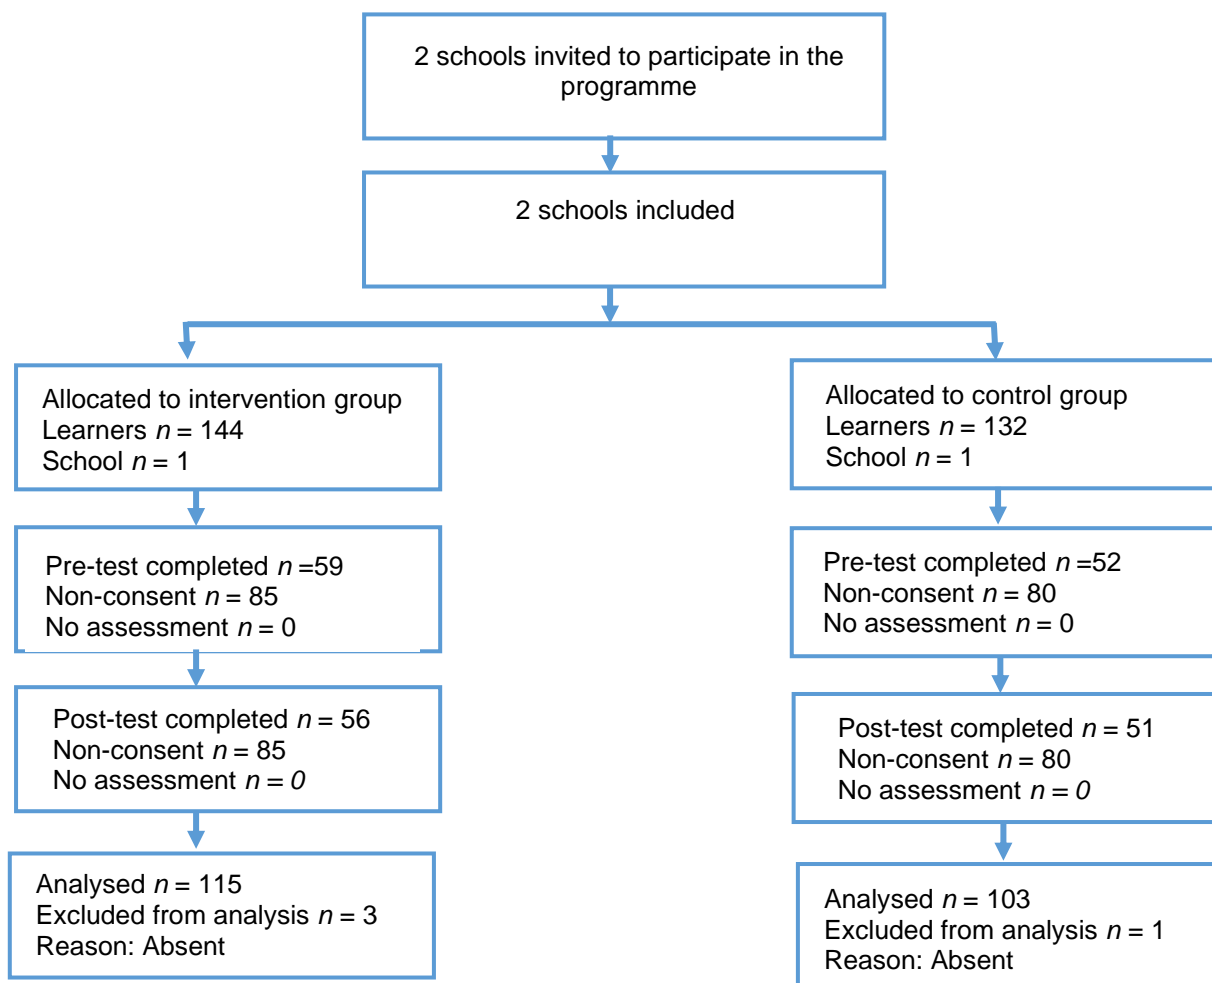 2 schools invited to participate in the
programme
2 schools included
Allocated to intervention group
Learners n = 144
School n = 1
Allocated to control group
Learners n = 132
School n = 1
Pre-test completed n =59
Non-consent n = 85
No assessment n = 0
Pre-test completed n =52
Non-consent n = 80
No assessment n = 0
Post-test completed n = 56
Non-consent n = 85
No assessment n = 0
Post-test completed n = 51
Non-consent n = 80
No assessment n = 0
Analysed n = 115
Excluded from analysis n = 3
Reason: Absent
Analysed n = 103
Excluded from analysis n = 1
Reason: Absent